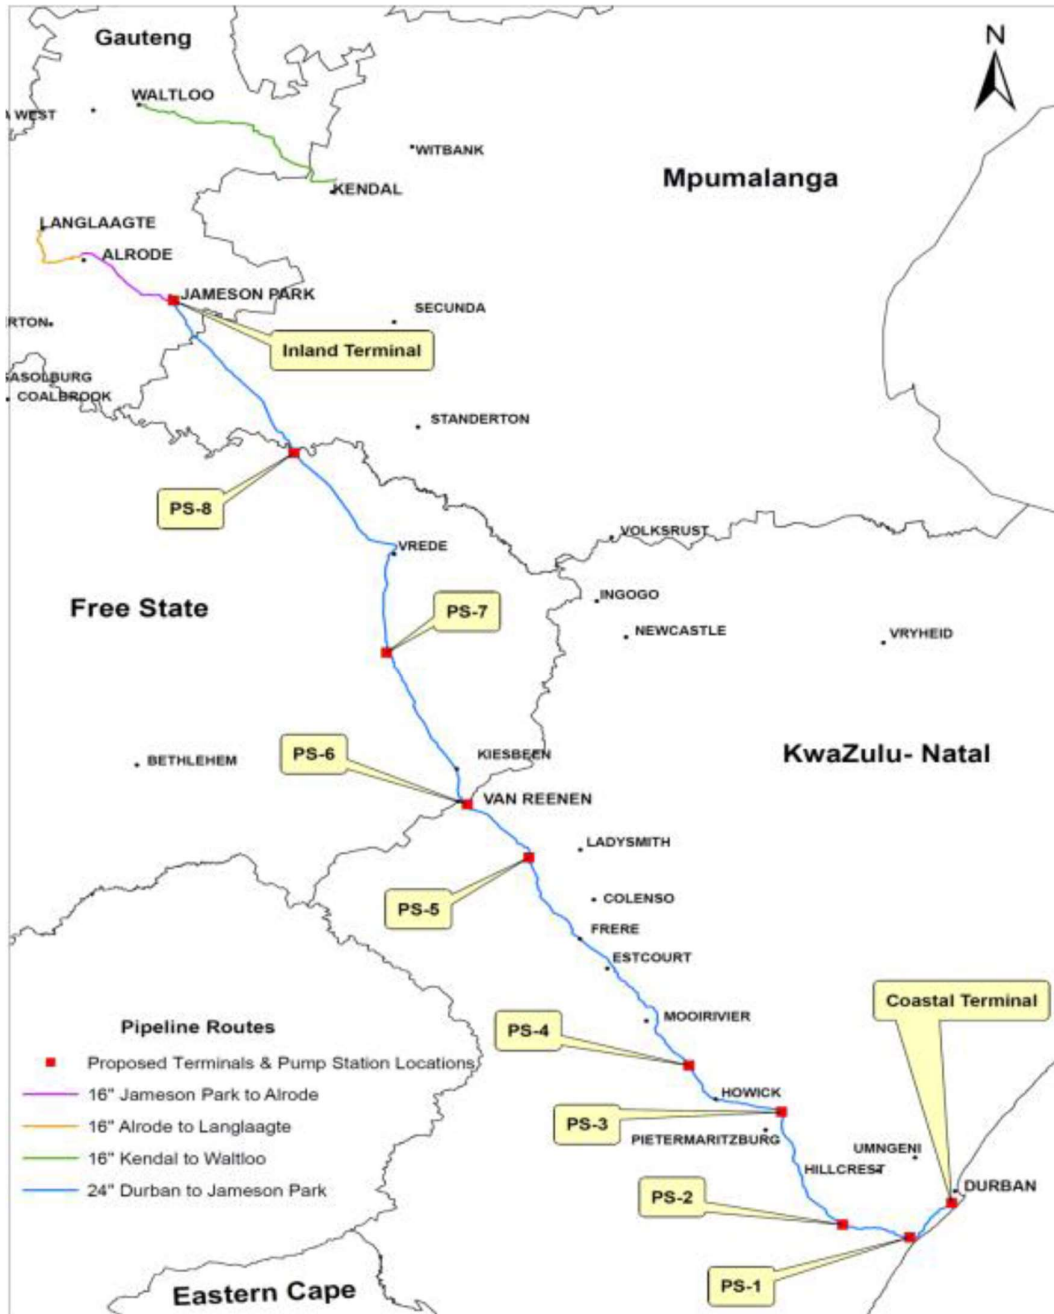 Gauteng
N
WALTLOO
A WEST
WITBANK
Mpumalanga
KENDAL
LANGLAAGTE
ALRODE
JAMESON PARK
SECUNDA
ERTON
Inland Terminal
SASOLBURG
COALBROOK
STANDERTON
PS-8
VOLKSRUST
VREDE
Free State
PS-7
INGOGO
NEWCASTLE
VRYHEID
PS-6
KIESBEEN
KwaZulu- Natal
BETHLEHEM
VAN REENEN
LADYSMITH
PS-5
COLENSO
FRERE
ESTCOURT
Coastal Terminal
MOOIRIVIER
PS-4
HOWICK
PS-3
PIETERMARITZBURG
UMNGENI
HILLCREST
DURBAN
PS-2
PS-1
Pipeline Routes
Proposed Terminals & Pump Station Locations
16" Jameson Park to Alrode
16" Alrode to Langlaagte
16" Kendal to Waltloo
24" Durban to Jameson Park
Eastern Cape